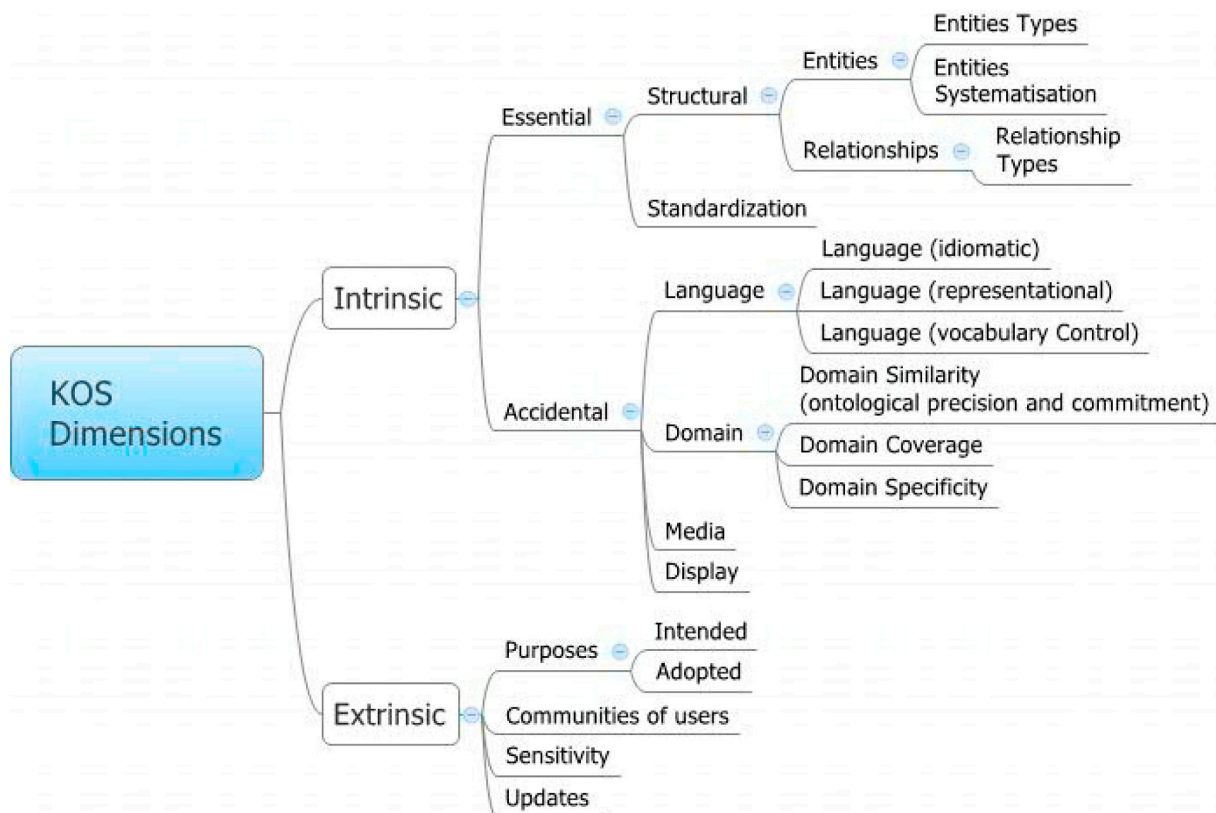 KOS
Dimensions
Intrinsic
Essential
Structural
Entities
Entities Types
Entities
Systematisation
Relationships
Relationship
Types
Standardization
Accidental
Language
Language (idiomatic)
Language (representational)
Language (vocabulary Control)
Domain
Domain Similarity
(ontological precision and commitment)
Domain Coverage
Domain Specificity
Media
Display
Extrinsic
Purposes
Intended
Adopted
Communities of users
Sensitivity
Updates